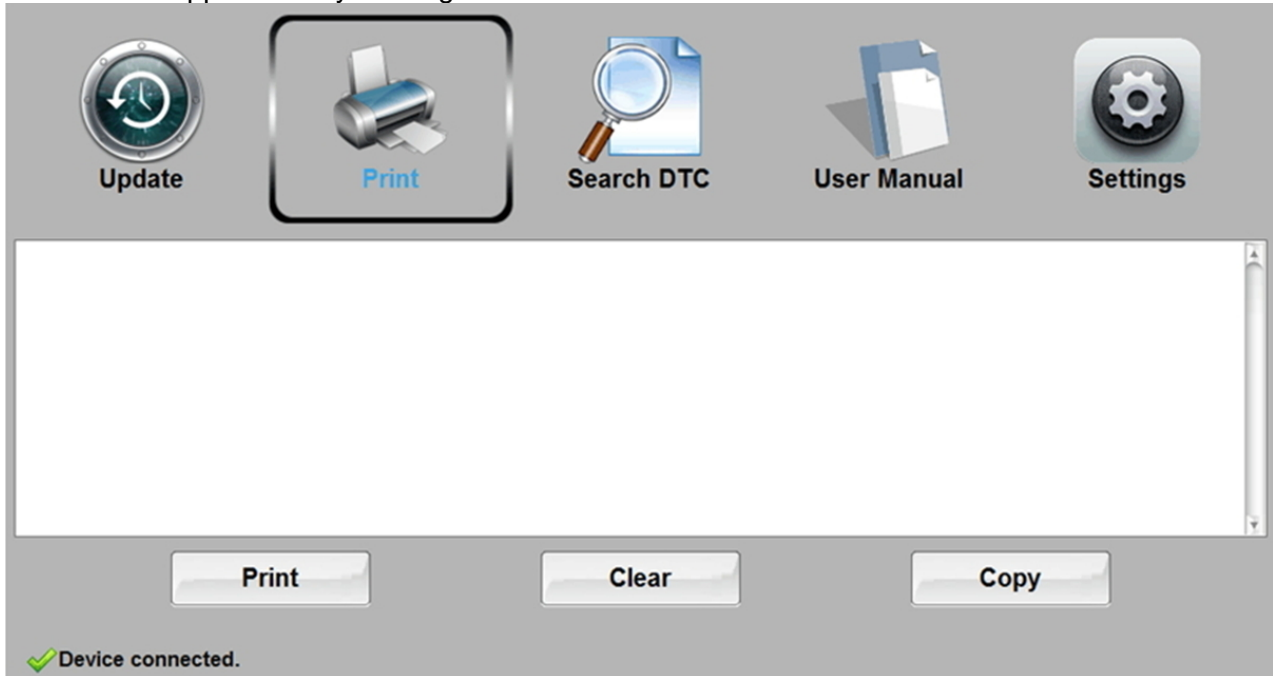 Update
Print
Search DTC
User Manual
Settings
Print
Clear
Copy
Device connected.